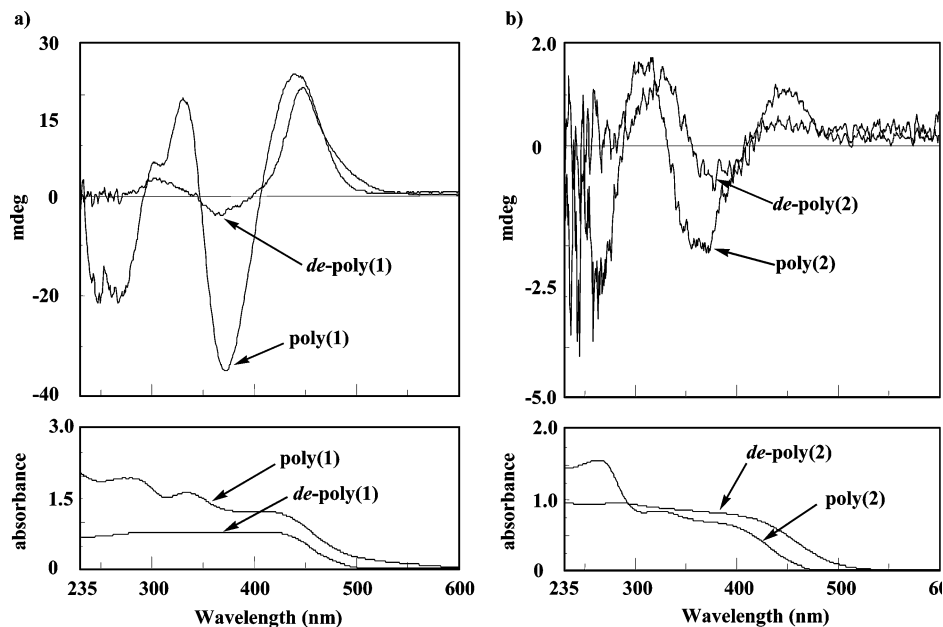 a)
30
15
0
-20
-40
mdeg
de-poly(1)
poly(1)
3.0
1.5
0
absorbance
poly(1)
de-poly(1)
235
300
400
500
600
Wavelength (nm)
b)
2.0
0
-2.5
-5.0
mdeg
de-poly(2)
poly(2)
2.0
1.0
0
absorbance
de-poly(2)
poly(2)
235
300
400
500
Wavelength (nm)